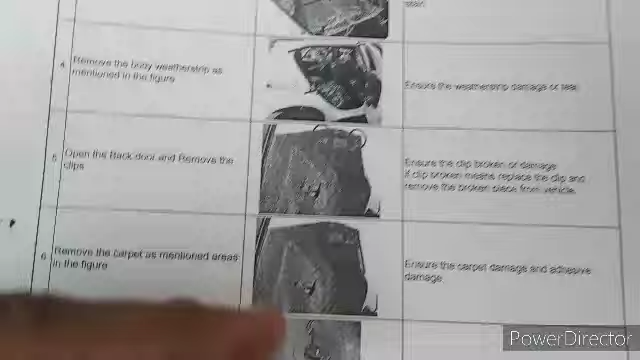 stain
4
Remove the body weatherstrip as
mentioned in the figure
Ensure the weatherstrip damage or tear
5
Open the Back door and Remove the
clips
Ensure the clip broken or damage
if clip broken means replace the clip and
remove the broken piece from vehicle
6
Remove the carpet as mentioned areas
in the figure
Ensure the carpet damage and adhesive
damage
PowerDirector